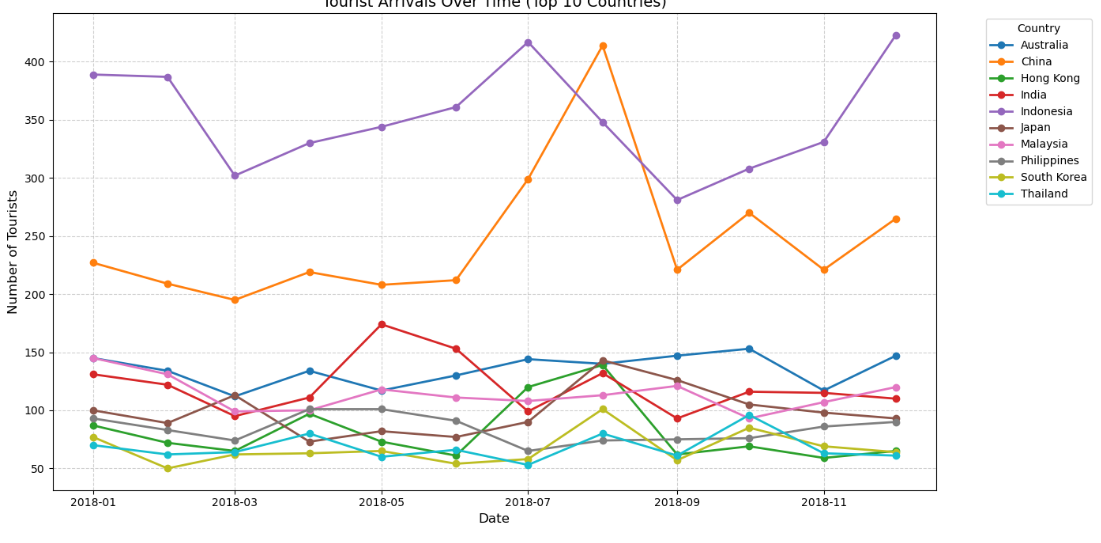 Tourist Arrivals Over Time (Top 10 Countries)
Number of Tourists
400
350
300
250
200
150
100
50
2018-01
2018-03
2018-05
2018-07
2018-09
2018-11
Date
Country
Australia
China
Hong Kong
India
Indonesia
Japan
Malaysia
Philippines
South Korea
Thailand